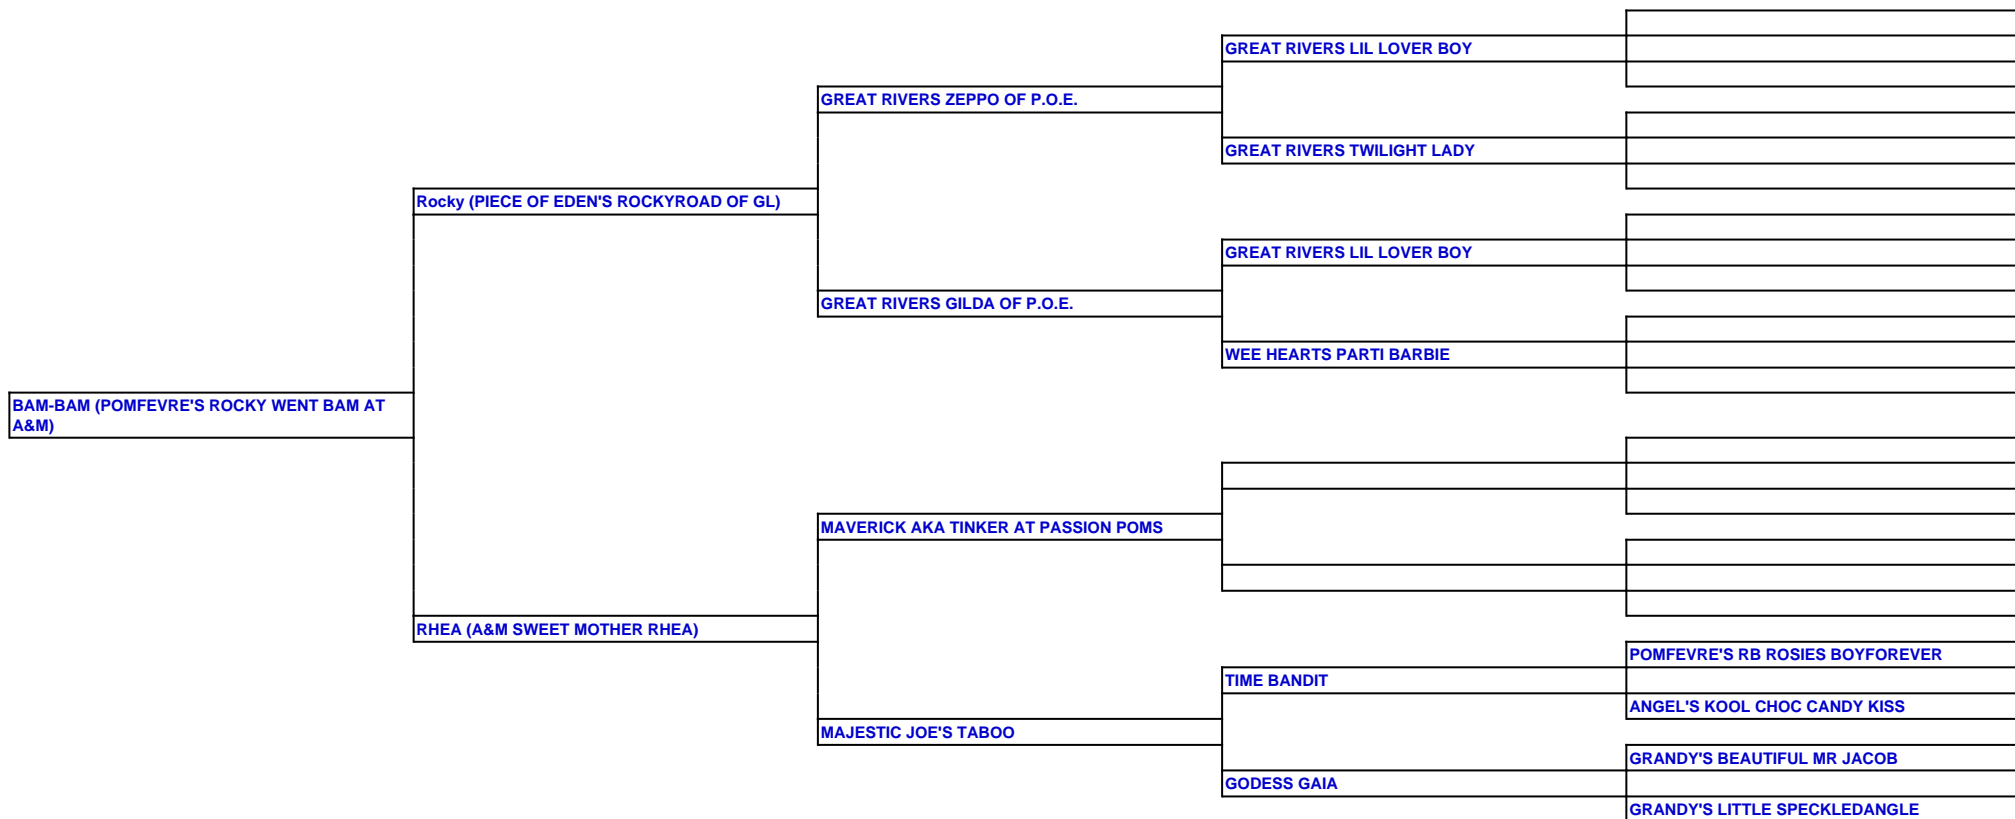 GREAT RIVERS LIL LOVER BOY
GREAT RIVERS ZEPPO OF P.O.E.
GREAT RIVERS TWILIGHT LADY
Rocky (PIECE OF EDEN'S ROCKYROAD OF GL)
GREAT RIVERS LIL LOVER BOY
GREAT RIVERS GILDA OF P.O.E.
WEE HEARTS PARTI BARBIE
BAM-BAM (POMFEVRE'S ROCKY WENT BAM AT
A&M)
MAVERICK AKA TINKER AT PASSION POMS
RHEA (A&M SWEET MOTHER RHEA)
POMFEVRE'S RB ROSIES BOYFOREVER
TIME BANDIT
ANGEL'S KOOL CHOC CANDY KISS
MAJESTIC JOE'S TABOO
GRANDY'S BEAUTIFUL MR JACOB
GODESS GAIA
GRANDY'S LITTLE SPECKLEDANGLE